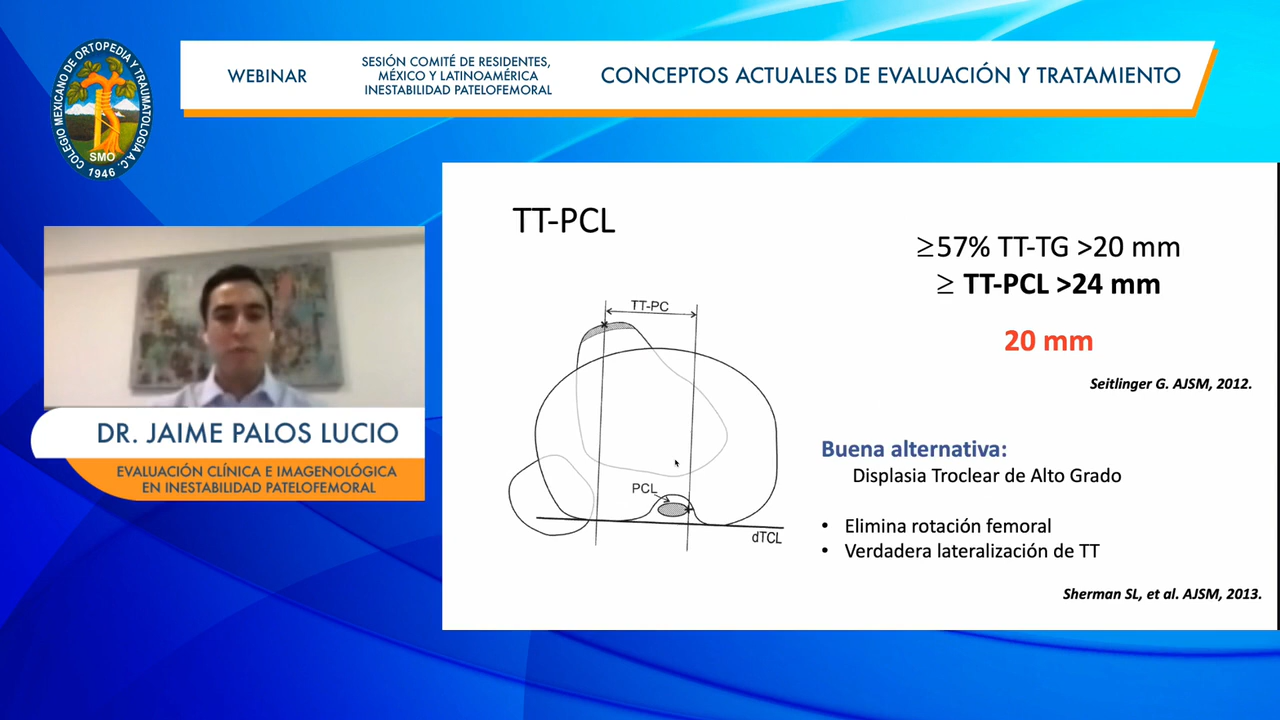 COLEGIO MEXICANO DE ORTOPEDIA Y TRAUMATOLOGIA A.C.
SMO
1946
WEBINAR
SESIÓN COMITÉ DE RESIDENTES,
MÉXICO Y LATINOAMÉRICA
INESTABILIDAD PATELOFEMORAL
CONCEPTOS ACTUALES DE EVALUACIÓN Y TRATAMIENTO
DR. JAIME PALOS LUCIO
EVALUACIÓN CLÍNICA E IMAGENOLÓGICA
EN INESTABILIDAD PATELOFEMORAL
TT-PCL
TT-PC
PCL
dTCL
≥57% TT-TG >20 mm
≥ TT-PCL >24 mm
20 mm
Seitlinger G. AJSM, 2012.
Buena alternativa:
Displasia Troclear de Alto Grado
• Elimina rotación femoral
• Verdadera lateralización de TT
Sherman SL, et al. AJSM, 2013.